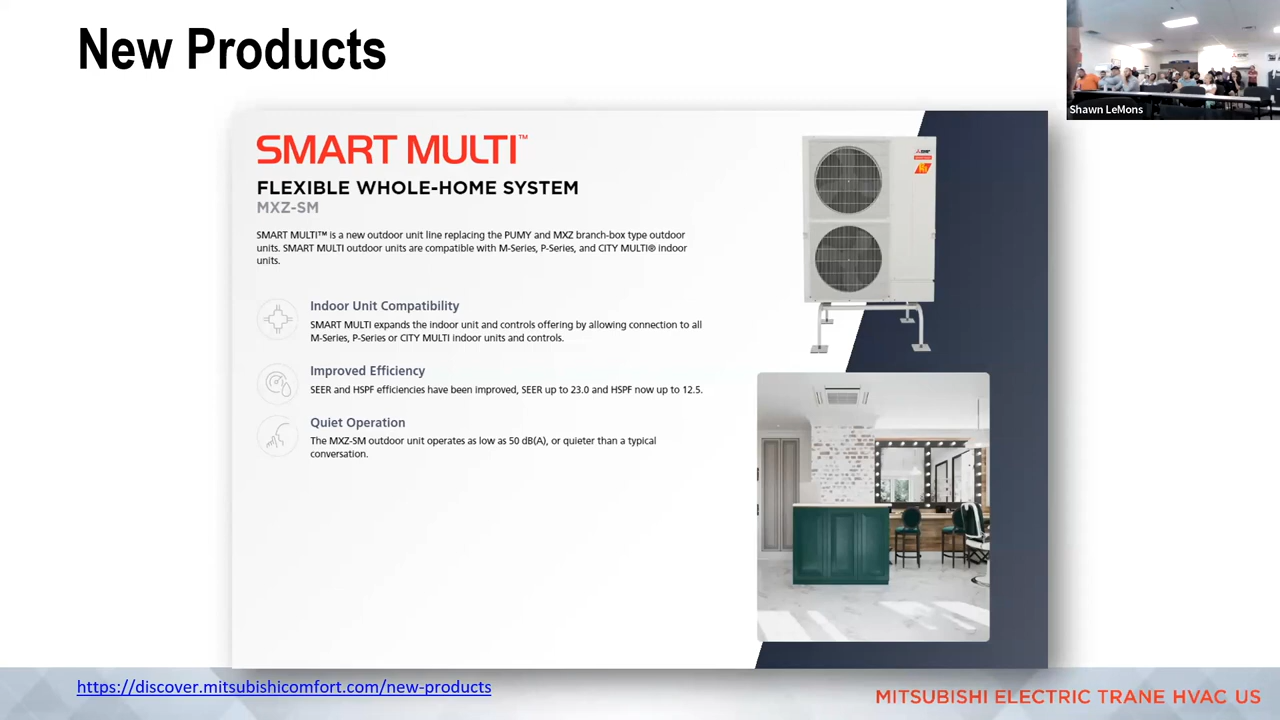 New Products
Shawn LeMons
SMART MULTI™
FLEXIBLE WHOLE-HOME SYSTEM
MXZ-SM
SMART MULTI™ is a new outdoor unit line replacing the PUMY and MXZ branch-box type outdoor
units. SMART MULTI outdoor units are compatible with M-Series, P-Series, and CITY MULTI® indoor
units.
Indoor Unit Compatibility
SMART MULTI expands the indoor unit and controls offering by allowing connection to all
M-Series, P-Series or CITY MULTI indoor units and controls.
Improved Efficiency
SEER and HSPF efficiencies have been improved, SEER up to 23.0 and HSPF now up to 12.5.
Quiet Operation
The MXZ-SM outdoor unit operates as low as 50 dB(A), or quieter than a typical
conversation.
https://discover.mitsubishicomfort.com/new-products
MITSUBISHI ELECTRIC TRANE HVAC US